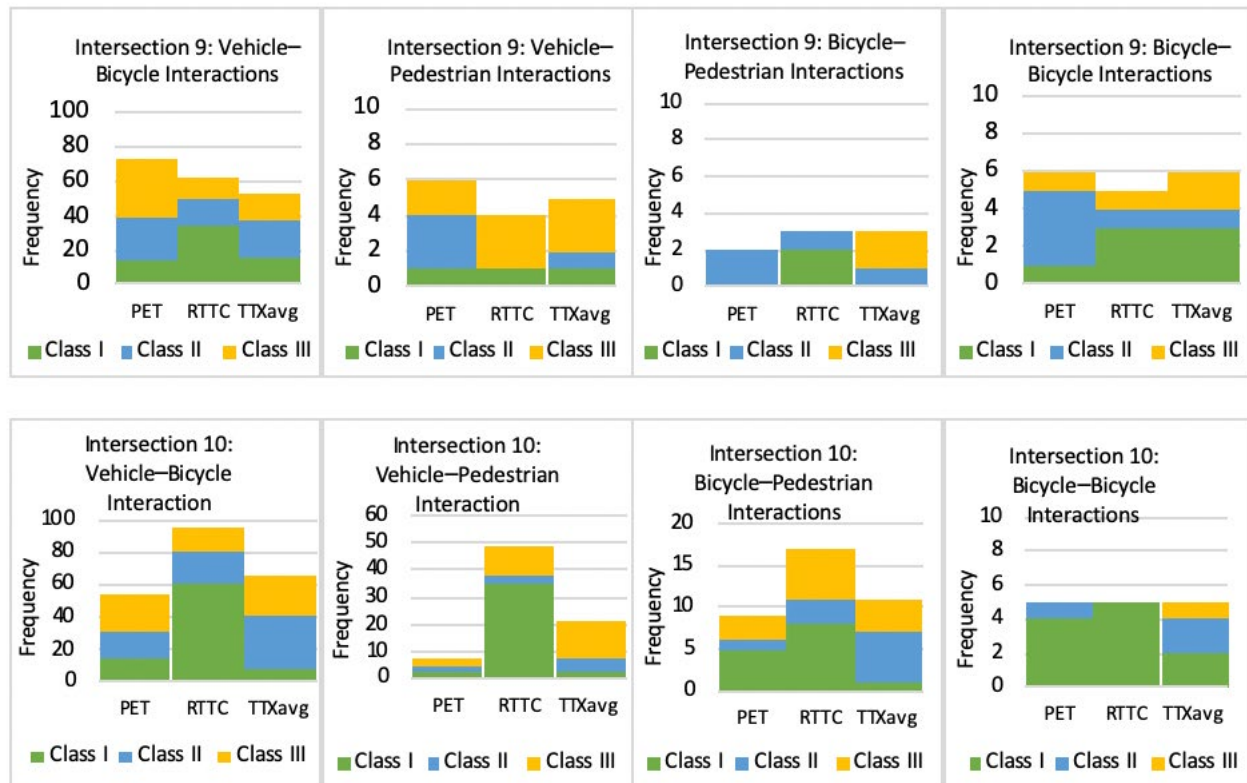 Intersection 9: Vehicle–
Bicycle Interactions
100
80
60
40
20
0
Frequency
PET RTTC TTXavg
Class I Class II Class III
Intersection 9: Vehicle–
Pedestrian Interactions
10
8
6
4
2
0
Frequency
PET RTTC TTXavg
Class I Class II Class III
Intersection 9: Bicycle–
Pedestrian Interactions
10
8
6
4
2
0
Frequency
PET RTTC TTXavg
Class I Class II Class III
Intersection 9: Bicycle–
Bicycle Interactions
10
8
6
4
2
0
Frequency
PET RTTC TTXavg
Class I Class II Class III
Intersection 10:
Vehicle–Bicycle
Interaction
100
80
60
40
20
0
Frequency
PET RTTC TTXavg
Class I Class II Class III
Intersection 10:
Vehicle–Pedestrian
Interaction
60
50
40
30
20
10
0
Frequency
PET RTTC TTXavg
Class I Class II Class III
Intersection 10:
Bicycle–Pedestrian
Interactions
20
15
10
5
0
Frequency
PET RTTC TTXavg
Class I Class II Class III
Intersection 10:
Bicycle–Bicycle
Interactions
10
8
6
4
2
0
Frequency
PET RTTC TTXavg
Class I Class II Class III